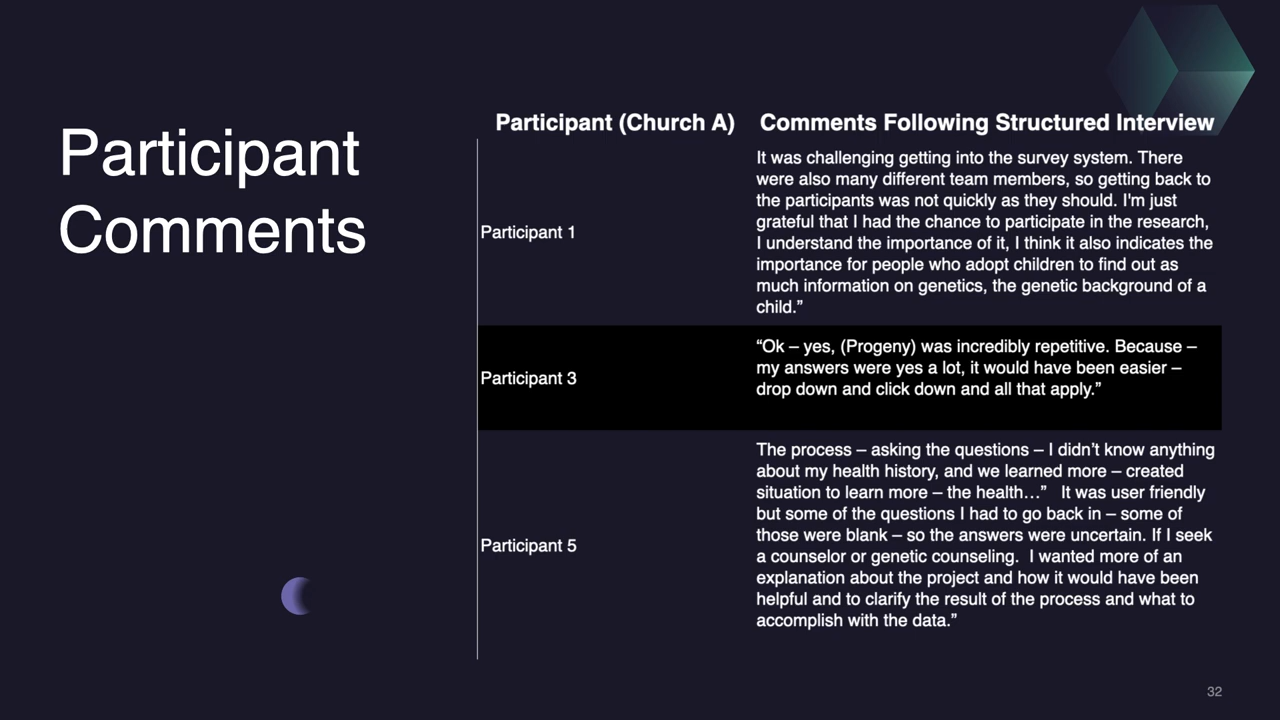 Participant
Comments
Participant (Church A)
Comments Following Structured Interview
Participant 1
It was challenging getting into the survey system. There
were also many different team members, so getting back to
the participants was not quickly as they should. I'm just
grateful that I had the chance to participate in the research,
I understand the importance of it, I think it also indicates the
importance for people who adopt children to find out as
much information on genetics, the genetic background of a
child.”
Participant 3
“Ok – yes, (Progeny) was incredibly repetitive. Because –
my answers were yes a lot, it would have been easier –
drop down and click down and all that apply.”
Participant 5
The process – asking the questions – I didn’t know anything
about my health history, and we learned more – created
situation to learn more – the health…”   It was user friendly
but some of the questions I had to go back in – some of
those were blank – so the answers were uncertain. If I seek
a counselor or genetic counseling.  I wanted more of an
explanation about the project and how it would have been
helpful and to clarify the result of the process and what to
accomplish with the data.”
32